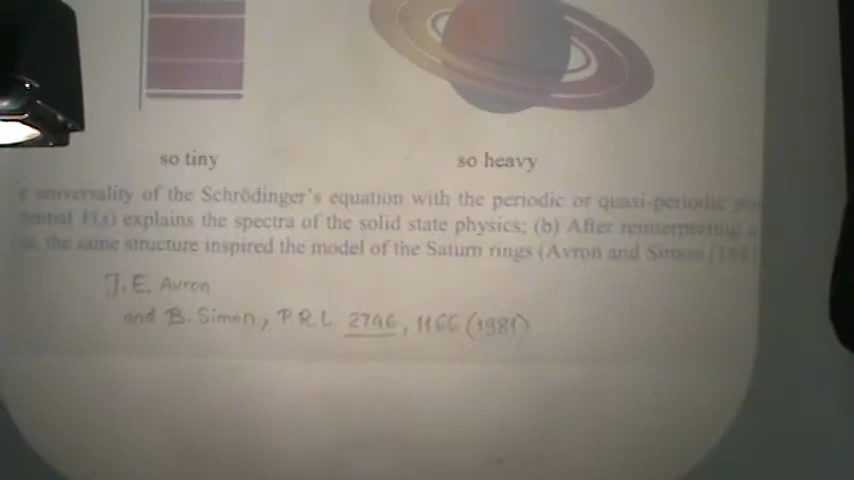 so tiny
so heavy
universality of the Schrödinger's equation with the periodic or quasi-periodic
V(x) explains the spectra of the solid state physics; (b) After reinterpreting
the same structure inspired the model of the Saturn rings (Avron and Simon
J. E. Avron
and B. Simon, P R L 2746, 1166 (1981)